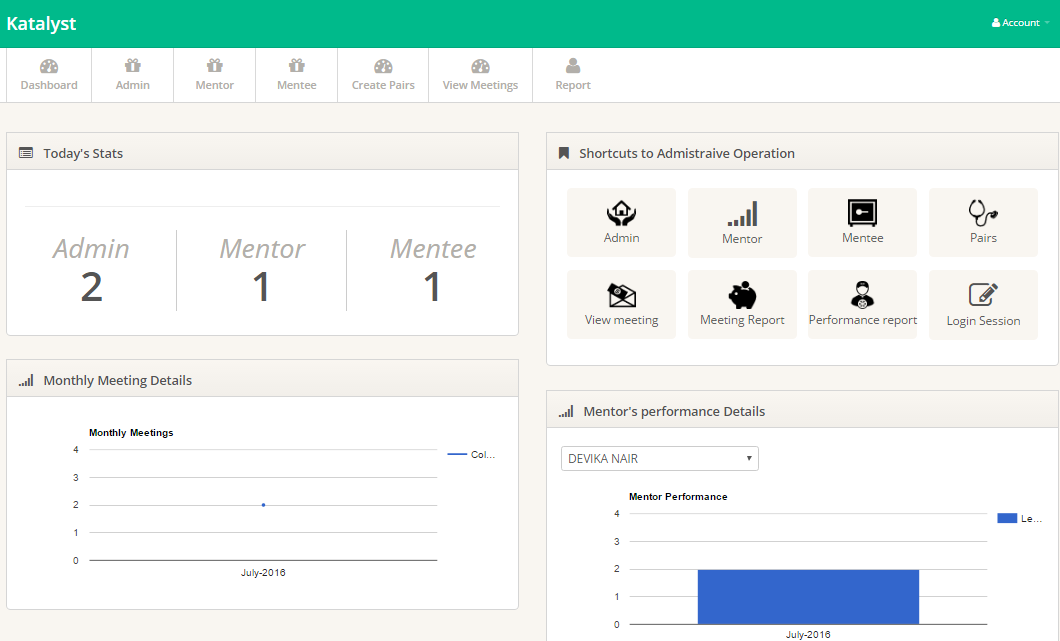 Katalyst
Account
Dashboard
Admin
Mentor
Mentee
Create Pairs
View Meetings
Report
Today's Stats
Admin
2
Mentor
1
Mentee
1
Shortcuts to Admistraive Operation
Admin
Mentor
Mentee
Pairs
View meeting
Meeting Report
Performance report
Login Session
Monthly Meeting Details
Monthly Meetings
4
3
2
1
0
July-2016
Col...
Mentor's performance Details
DEVIKA NAIR
Mentor Performance
4
3
2
1
0
July-2016
Le...